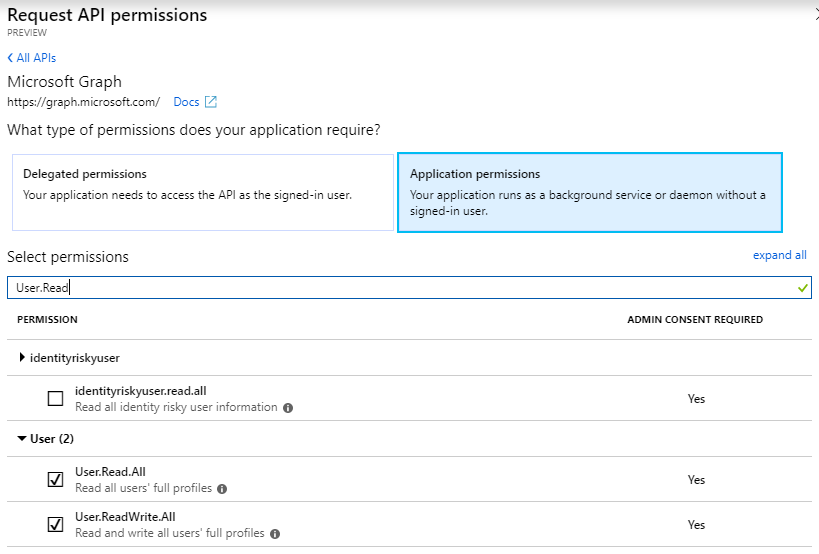 Request API permissions
PREVIEW
All APIs
Microsoft Graph
https://graph.microsoft.com/ Docs
What type of permissions does your application require?
Delegated permissions
Your application needs to access the API as the signed-in user.
Application permissions
Your application runs as a background service or daemon without a
signed-in user.
Select permissions
expand all
User.Read
PERMISSION
ADMIN CONSENT REQUIRED
identityriskyuser
identityriskyuser.read.all
Read all identity risky user information
Yes
User (2)
User.Read.All
Read all users' full profiles
Yes
User.ReadWrite.All
Read and write all users' full profiles
Yes